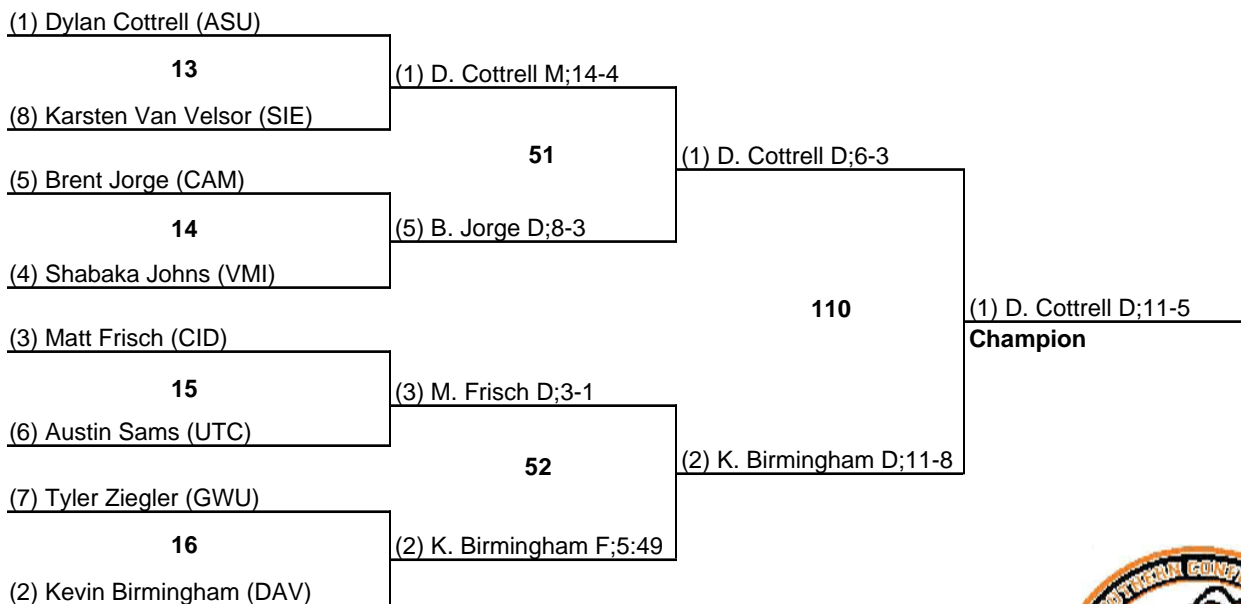 (1) Dylan Cottrell (ASU)
13
(1) D. Cottrell M;14-4
(8) Karsten Van Velsor (SIE)
51
(1) D. Cottrell D;6-3
(5) Brent Jorge (CAM)
14
(5) B. Jorge D;8-3
(4) Shabaka Johns (VMI)
110
(1) D. Cottrell D;11-5
Champion
(3) Matt Frisch (CID)
15
(3) M. Frisch D;3-1
(6) Austin Sams (UTC)
52
(2) K. Birmingham D;11-8
(7) Tyler Ziegler (GWU)
16
(2) K. Birmingham F;5:49
(2) Kevin Birmingham (DAV)